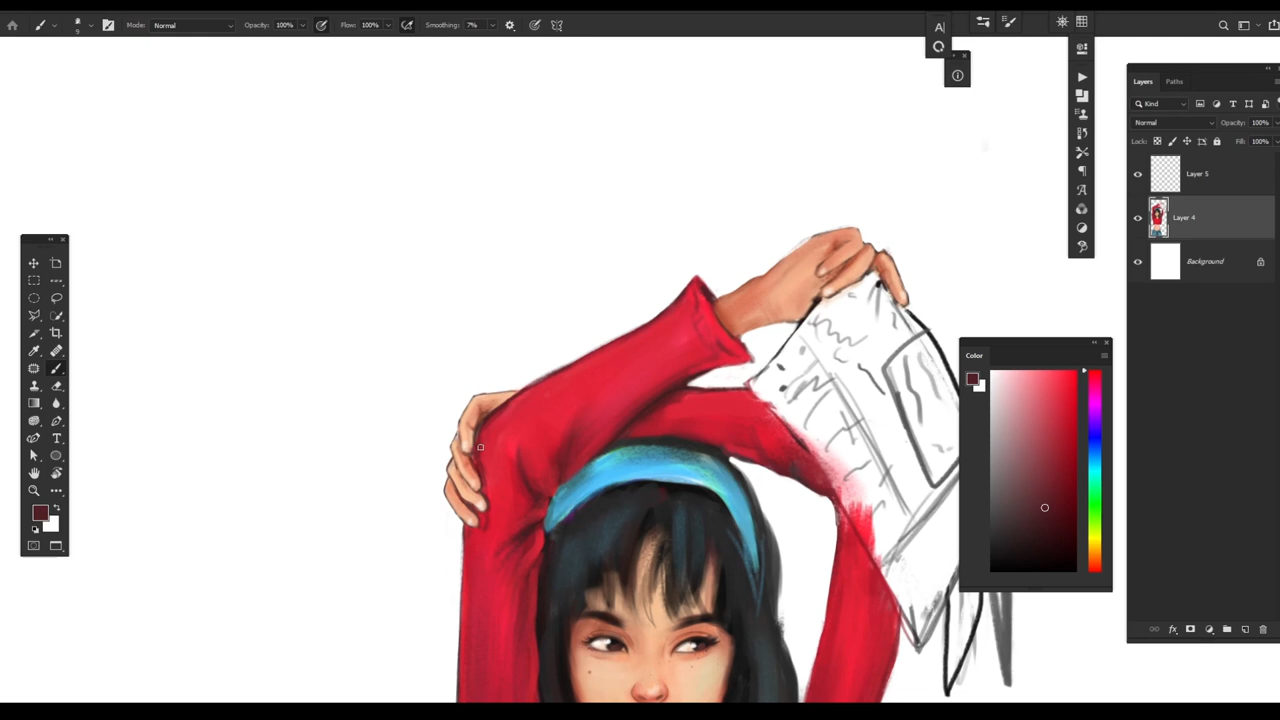 9
Mode: Normal
Opacity: 100%
Flow: 100%
Smoothing: 7%
A
Layers
Paths
Kind
Normal
Opacity: 100%
Lock:
Fill: 100%
Layer 5
Layer 4
Background
Color